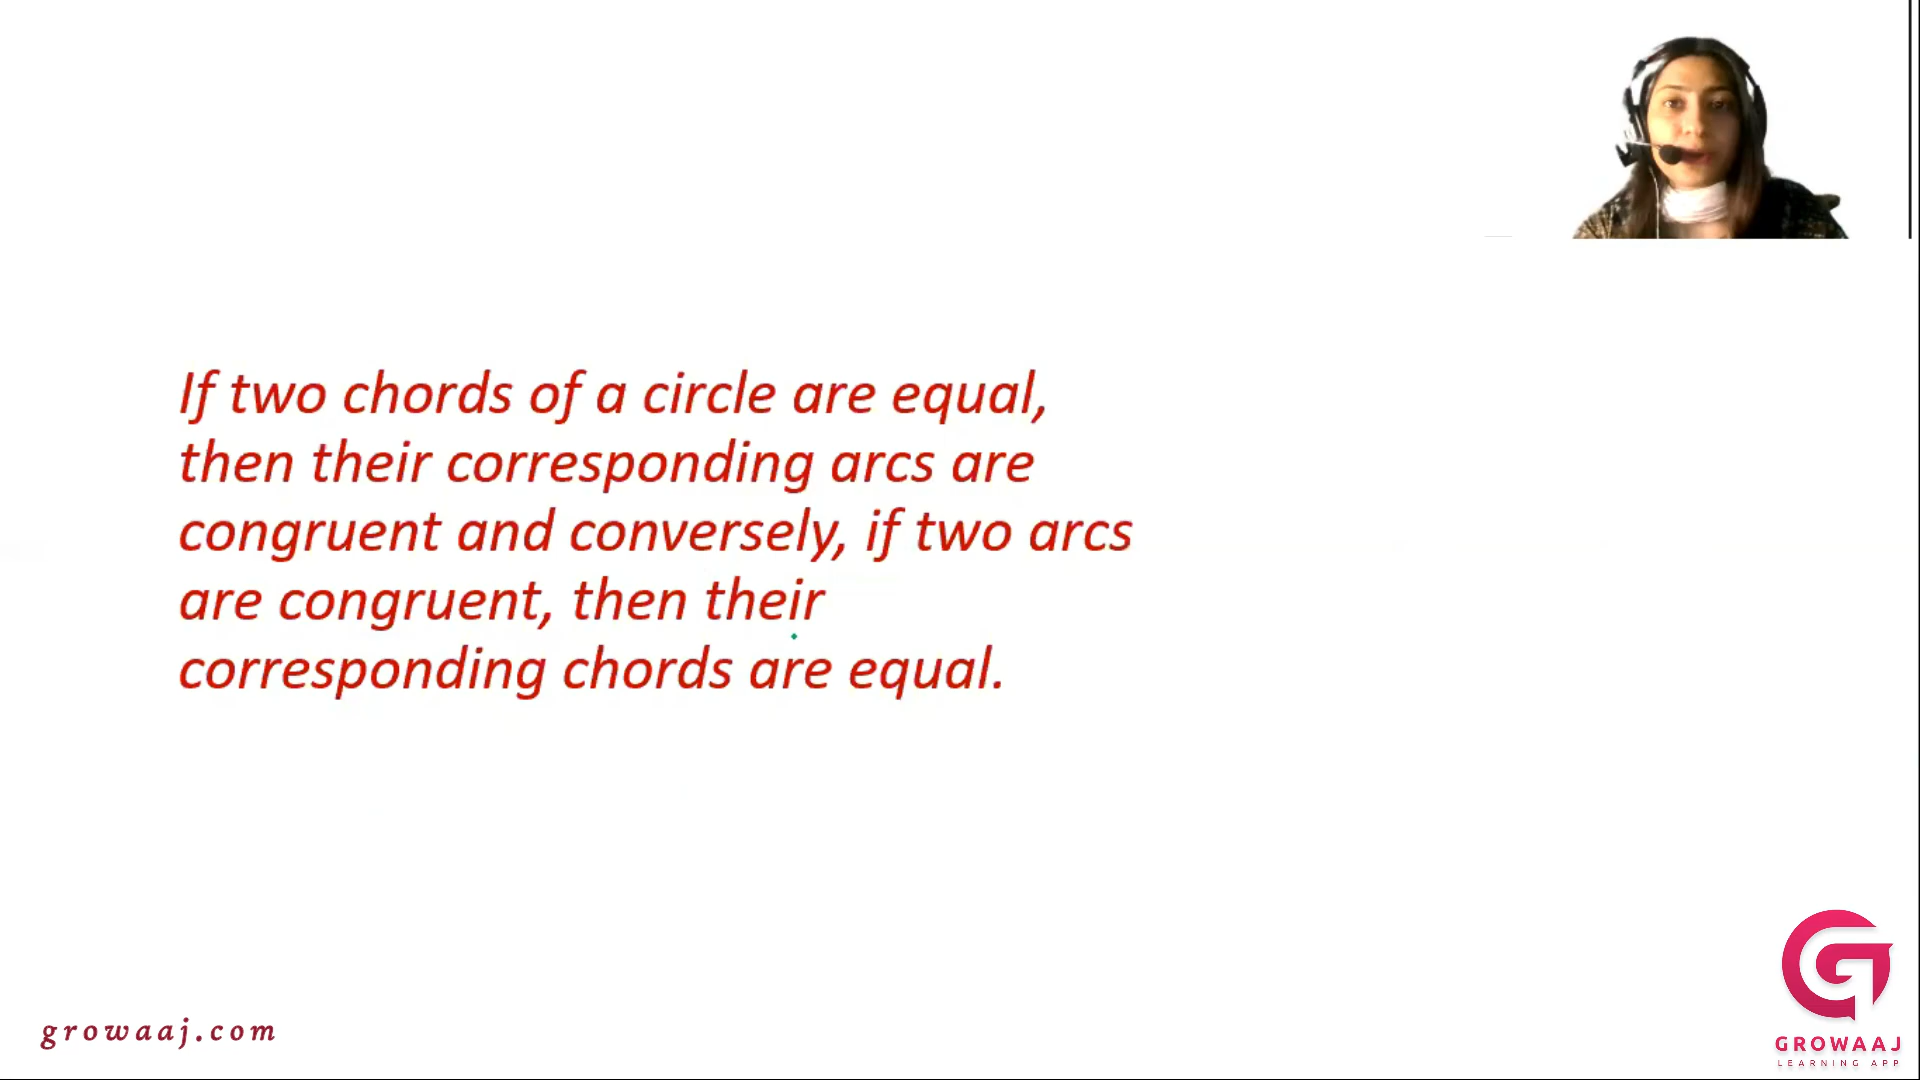 If two chords of a circle are equal,
then their corresponding arcs are
congruent and conversely, if two arcs
are congruent, then their
corresponding chords are equal.
growaaj.com
GROWAAJ
LEARNING APP